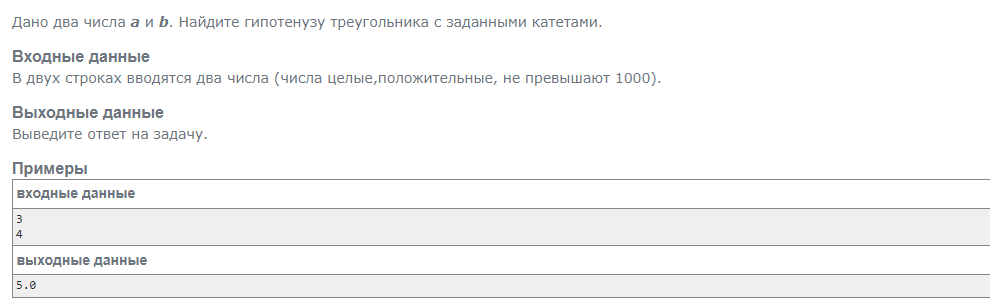 Дано два числа a и b. Найдите гипотенузу треугольника с заданными катетами.
Входные данные
В двух строках вводятся два числа (числа целые,положительные, не превышают 1000).
Выходные данные
Выведите ответ на задачу.
Примеры
входные данные
3
4
выходные данные
5.0